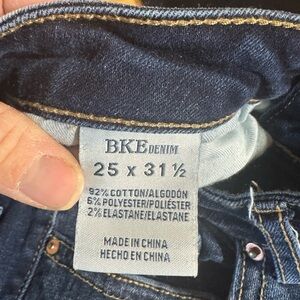 BKE DENIM
25 x 31 ½
92% COTTON/ALGODÓN
6% POLYESTER/POLIÉSTER
2% ELASTANE/ELASTANE
MADE IN CHINA
HECHO EN CHINA